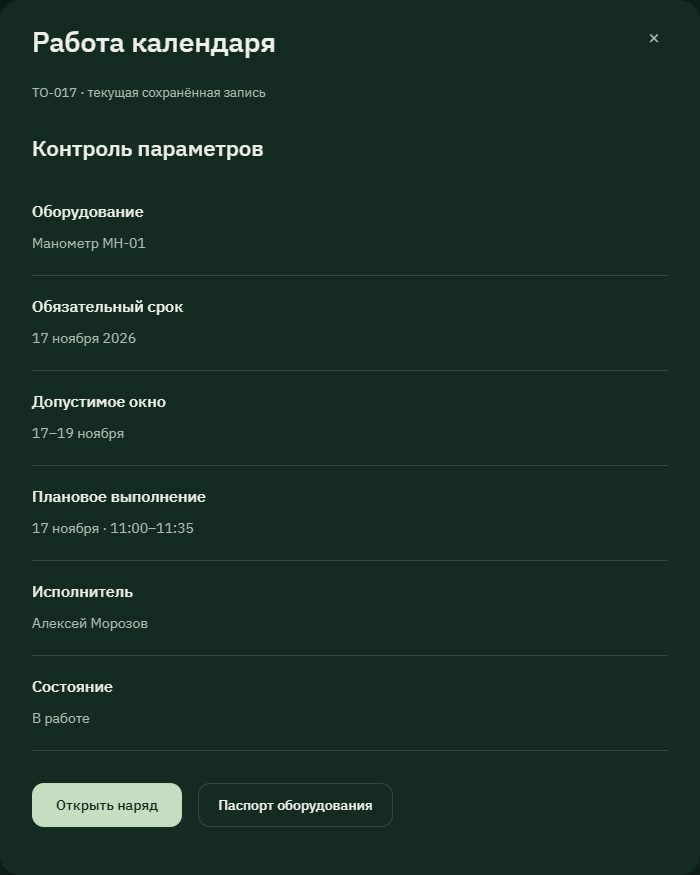 Работа календаря
×
ТО-017 · текущая сохранённая запись
Контроль параметров
Оборудование
Манометр МН-01
Обязательный срок
17 ноября 2026
Допустимое окно
17–19 ноября
Плановое выполнение
17 ноября · 11:00–11:35
Исполнитель
Алексей Морозов
Состояние
В работе
Открыть наряд
Паспорт оборудования